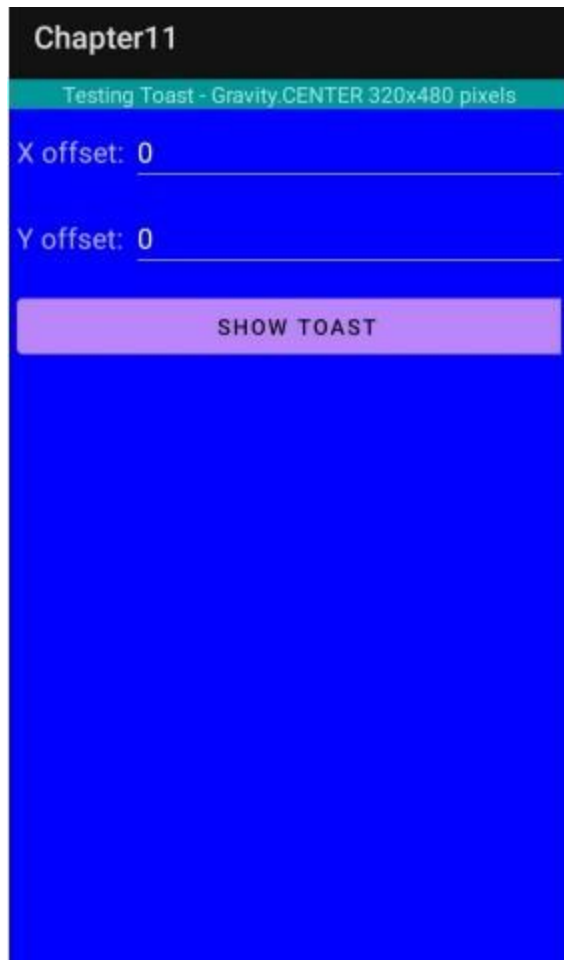 Chapter11
Testing Toast - Gravity.CENTER 320x480 pixels
X offset: 0
Y offset: 0
SHOW TOAST